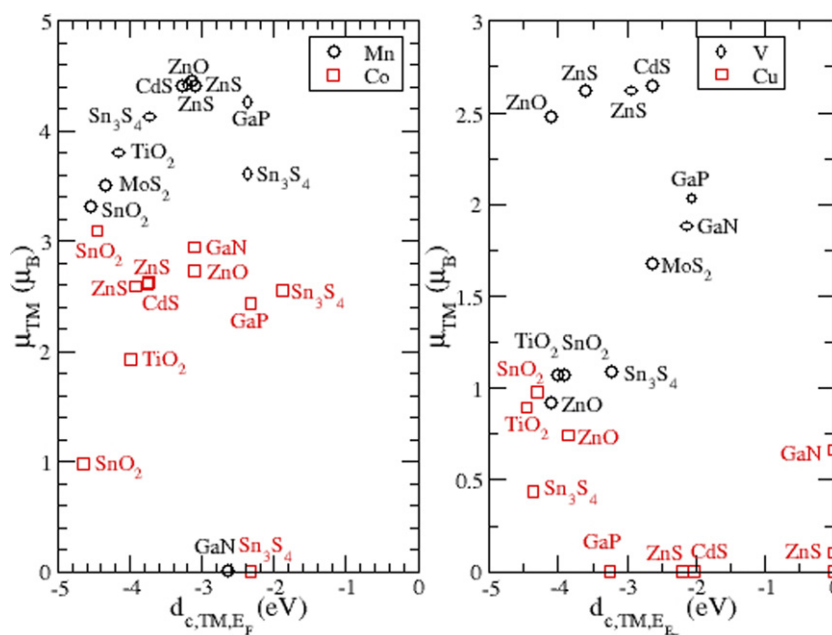 5
4
3
2
1
0
μTM (μB)
-5 -4 -3 -2 -1 0
dc,TM,EF (eV)
Mn
Co
ZnO
CdS
ZnS
ZnS
Sn3S4
GaP
TiO2
Sn3S4
MoS2
SnO2
SnO2
GaN
ZnS
ZnO
ZnS
CdS
Sn3S4
GaP
TiO2
SnO2
GaN
Sn3S4
3
2.5
2
1.5
1
0.5
0
μTM (μB)
-5 -4 -3 -2 -1 0
dc,TM,EF (eV)
V
Cu
CdS
ZnS
ZnO
ZnS
GaP
GaN
MoS2
TiO2 SnO2
SnO2
Sn3S4
ZnO
TiO2
ZnO
GaN
Sn3S4
GaP
ZnS
CdS
ZnS